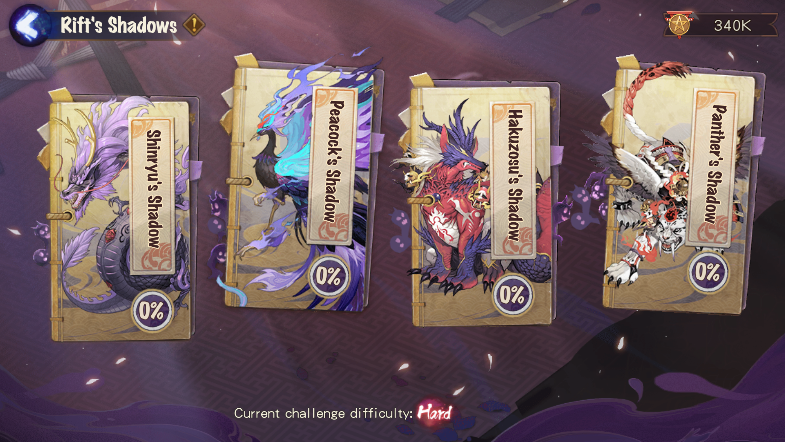 Rift's Shadows
340K
Shinryu's Shadow
0%
Peacock's Shadow
0%
Hakuzosu's Shadow
0%
Panther's Shadow
0%
Current challenge difficulty: Hard